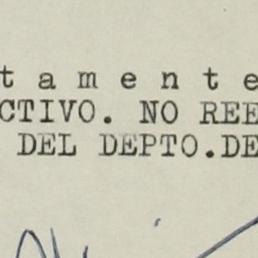 t a m e n t e
CTIVO. NO REE
DEL DEPTO.DE